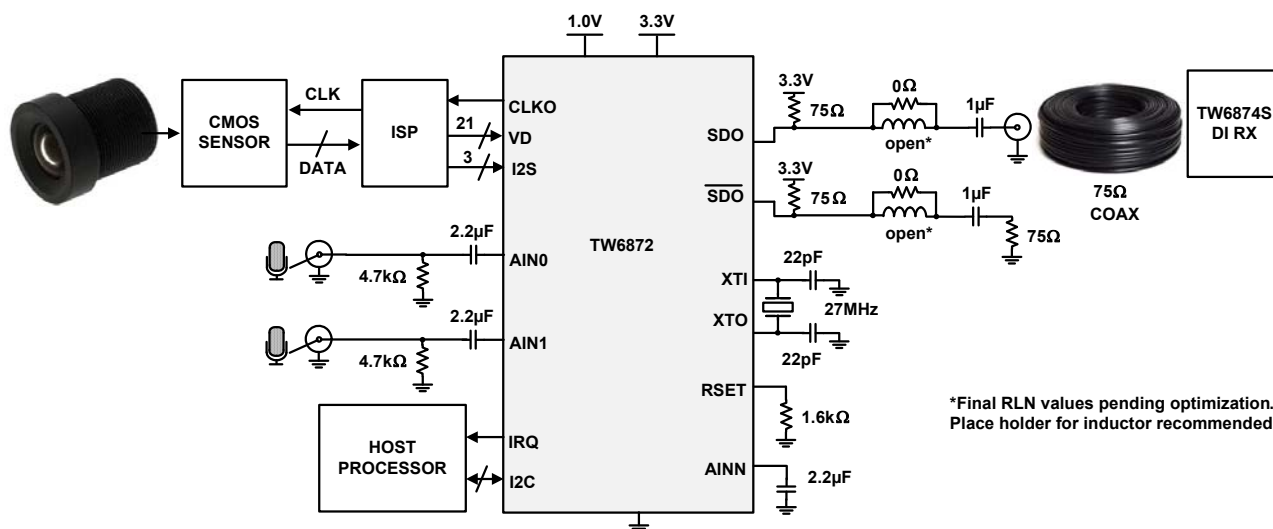 1.0V
3.3V
CMOS
SENSOR
CLK
DATA
ISP
21
3
CLKO
VD
I2S
TW6872
2.2µF
4.7kΩ
AIN0
2.2µF
4.7kΩ
AIN1
HOST
PROCESSOR
IRQ
I2C
3.3V
75Ω
0Ω
open*
1µF
SDO
3.3V
75Ω
0Ω
open*
1µF
75Ω
SDO
75Ω
COAX
TW6874S
DI RX
22pF
XTI
27MHz
XTO
22pF
RSET
1.6kΩ
AINN
2.2µF
*Final RLN values pending optimization.
Place holder for inductor recommended